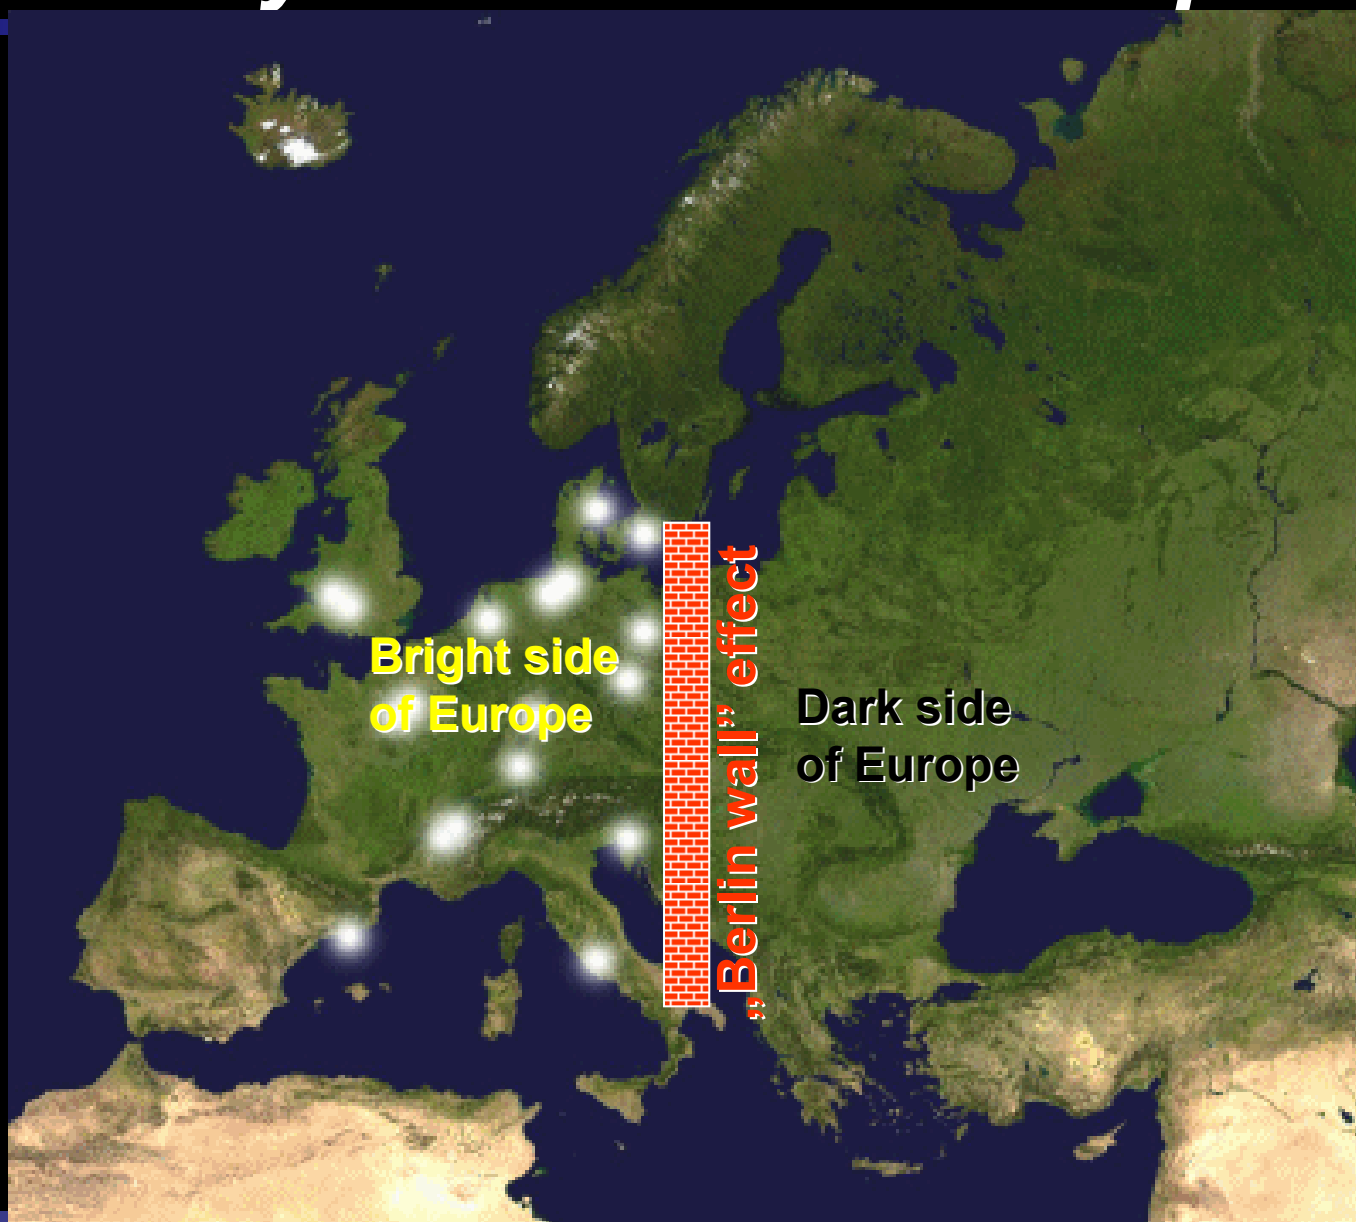 Bright side
of Europe
„Berlin wall” effect
Dark side
of Europe